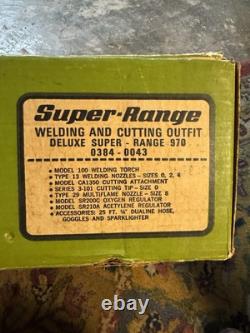 Super-Range
WELDING AND CUTTING OUTFIT
DELUXE SUPER - RANGE 970
0384-0043
• MODEL 100 WELDING TORCH
• TYPE 13 WELDING NOZZLES - SIZES 0, 2, 4
• MODEL CA1350 CUTTING ATTACHMENT
• SERIES 3-101 CUTTING TIP - SIZE 0
• TYPE 29 MULTIFLAME NOZZLE - SIZE 8
• MODEL SR200C OXYGEN REGULATOR
• MODEL SR210A ACETYLENE REGULATOR
• ACCESSORIES: 25 FT. ¼" DUALINE HOSE,
GOGGLES AND SPARKLIGHTER